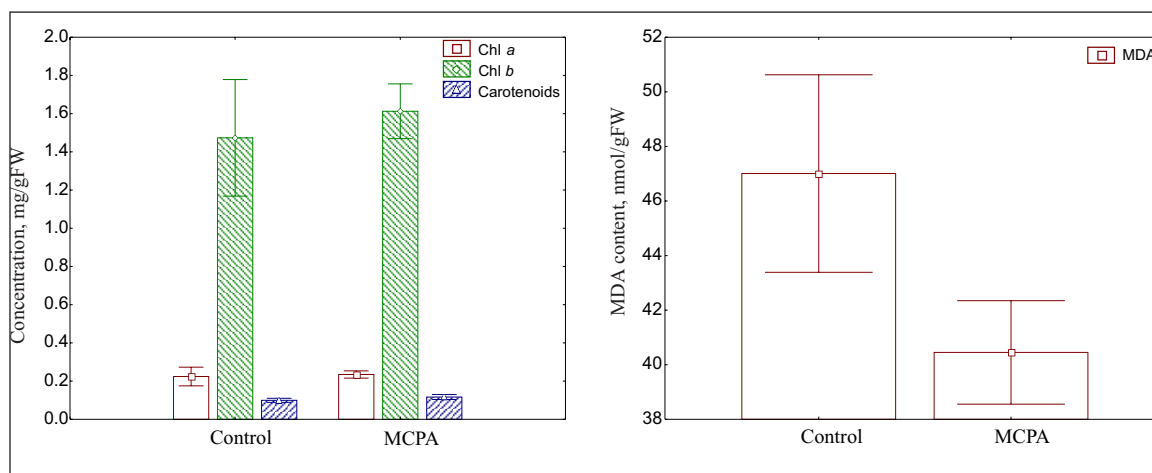 Concentration, mg/gFW
2.0
1.8
1.6
1.4
1.2
1.0
0.8
0.6
0.4
0.2
0.0
Chl a
Chl b
Carotenoids
Control
MCPA
MDA content, nmol/gFW
52
50
48
46
44
42
40
38
MDA
Control
MCPA